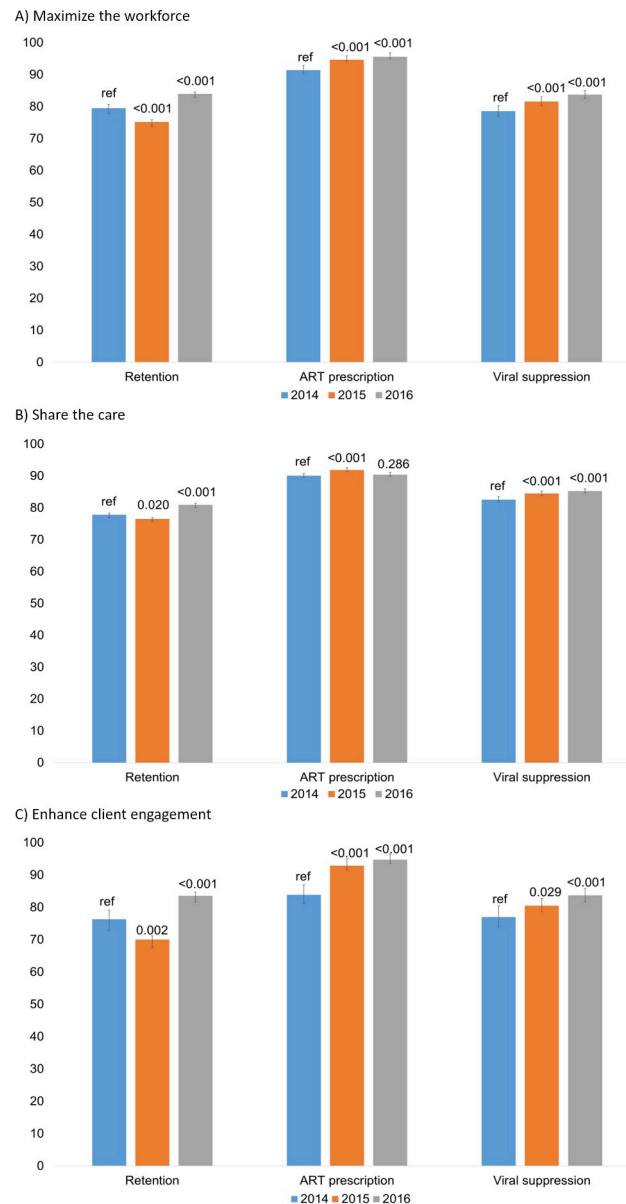 A) Maximize the workforce
100
90
80
70
60
50
40
30
20
10
0
ref
<0.001
<0.001
ref
<0.001
<0.001
ref
<0.001
<0.001
Retention
ART prescription
Viral suppression
2014 2015 2016
B) Share the care
100
90
80
70
60
50
40
30
20
10
0
ref
0.020
<0.001
ref
<0.001
0.286
ref
<0.001
<0.001
Retention
ART prescription
Viral suppression
2014 2015 2016
C) Enhance client engagement
100
90
80
70
60
50
40
30
20
10
0
ref
0.002
<0.001
ref
<0.001
<0.001
ref
0.029
<0.001
Retention
ART prescription
Viral suppression
2014 2015 2016